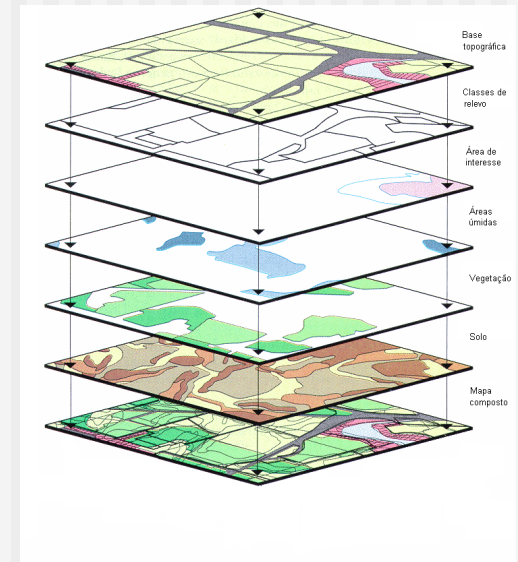 Base
topográfica
Classes de
relevo
Área de
interesse
Áreas
úmidas
Vegetação
Solo
Mapa
composto